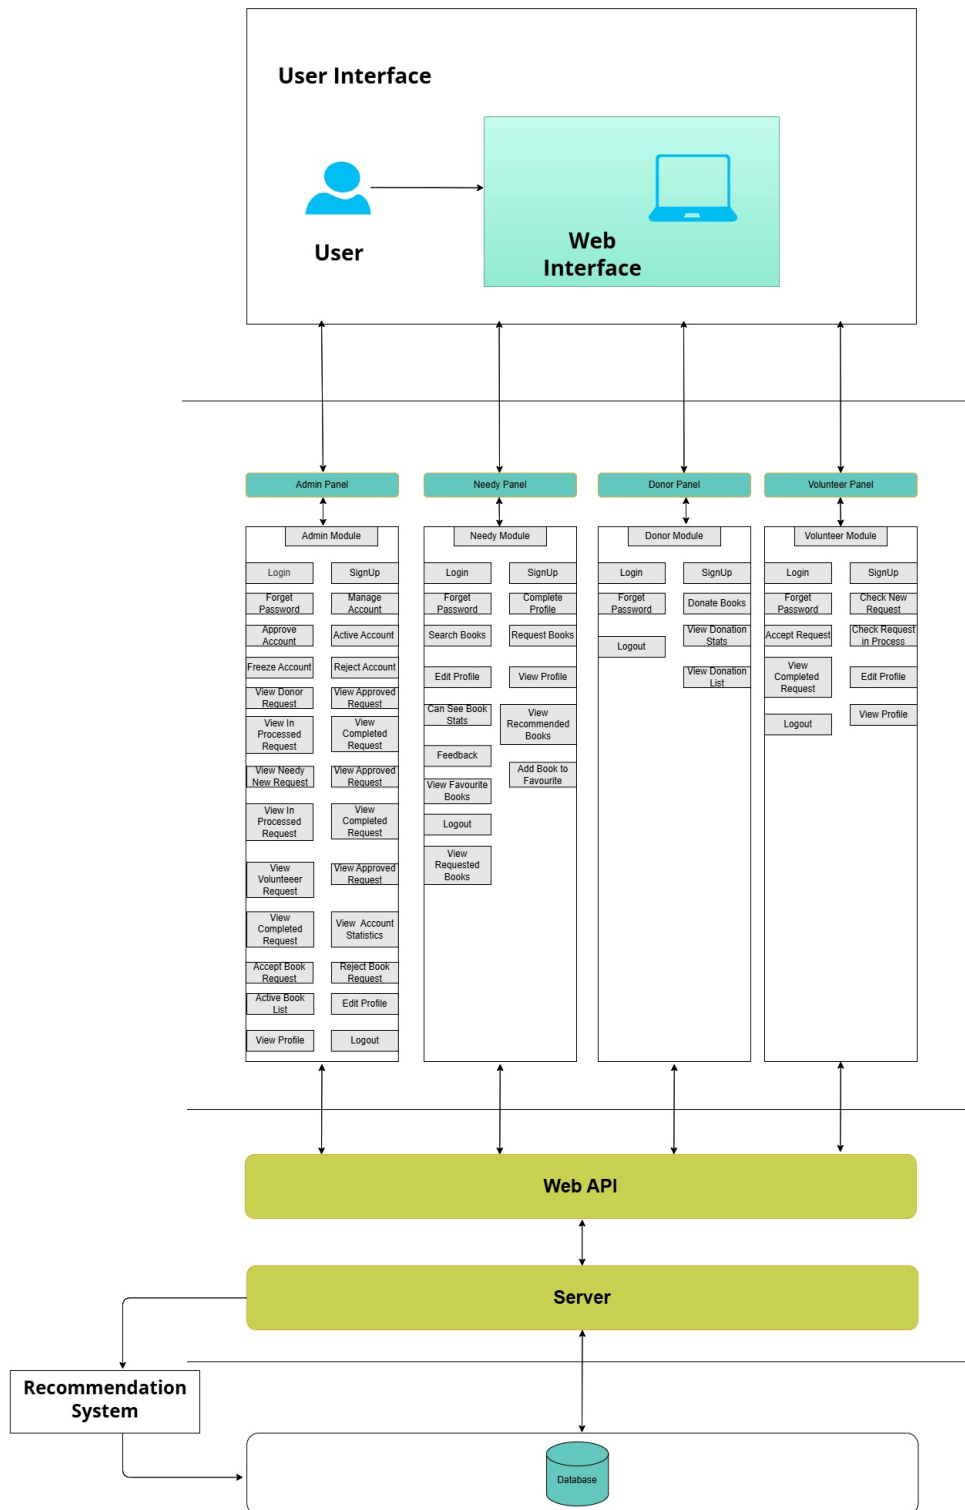 User Interface
User
Web
Interface
Admin Panel
Needy Panel
Donor Panel
Volunteer Panel
Admin Module
Login
SignUp
Forget
Password
Manage
Account
Approve
Account
Active Account
Freeze Account
Reject Account
View Donor
Request
View Approved
Request
View In
Processed
Request
View
Completed
Request
View Needy
New Request
View Approved
Request
View In
Processed
Request
View
Completed
Request
View
Volunteeer
Request
View Approved
Request
View
Completed
Request
View Account
Statistics
Accept Book
Request
Reject Book
Request
Active Book
List
Edit Profile
View Profile
Logout
Needy Module
Login
SignUp
Forget
Password
Complete
Profile
Search Books
Request Books
Edit Profile
View Profile
Can See Book
Stats
View
Recommended
Books
Feedback
Add Book to
Favourite
View Favourite
Books
Logout
View
Requested
Books
Donor Module
Login
SignUp
Forget
Password
Donate Books
Logout
View Donation
Stats
View Donation
List
Volunteer Module
Login
SignUp
Forget
Password
Check New
Request
Accept Request
Check Request
in Process
View
Completed
Request
Edit Profile
Logout
View Profile
Web API
Server
Recommendation
System
Database